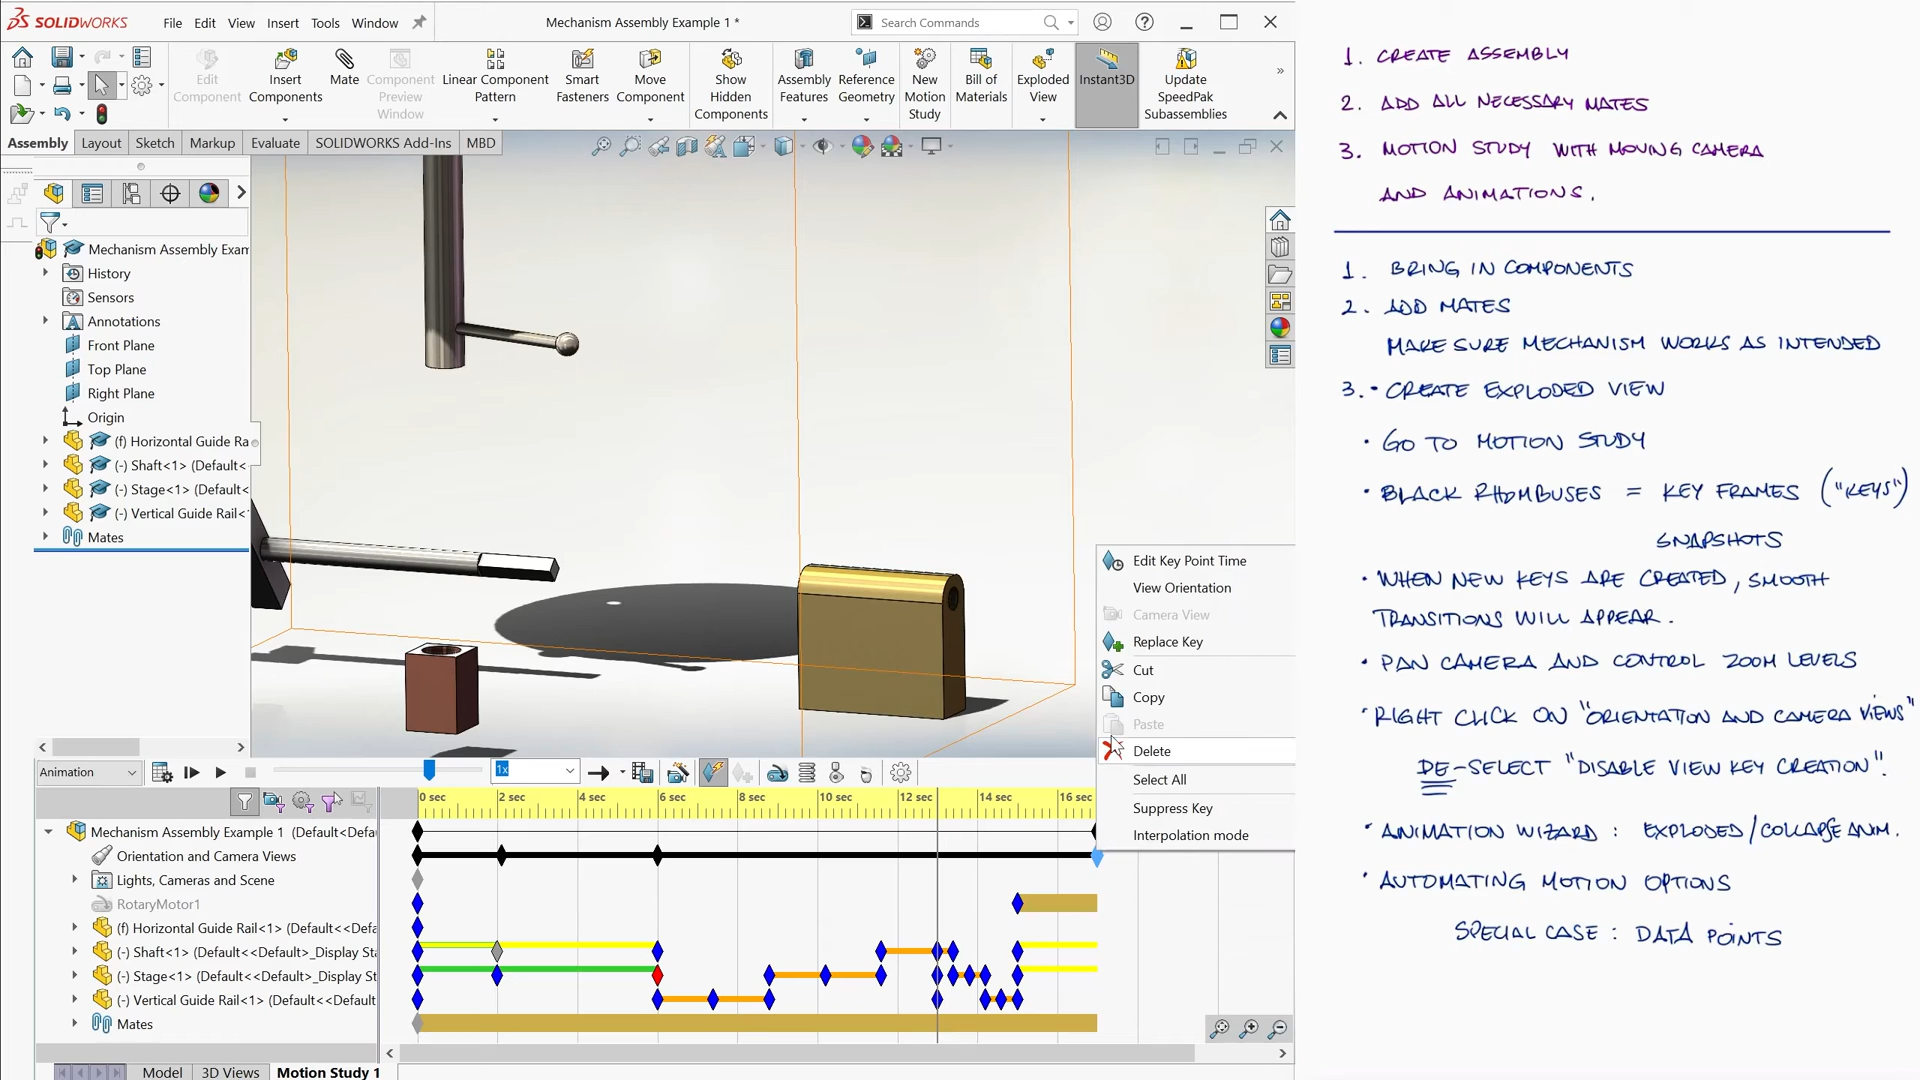 SOLIDWORKS
File Edit View Insert Tools Window
Mechanism Assembly Example 1 *
Search Commands
Edit Component
Insert Components
Mate
Component Preview Window
Linear Component Pattern
Smart Fasteners
Move Component
Show Hidden Components
Assembly Features
Reference Geometry
New Motion Study
Bill of Materials
Exploded View
Instant3D
Update SpeedPak Subassemblies
Assembly Layout Sketch Markup Evaluate SOLIDWORKS Add-Ins MBD
Mechanism Assembly Exam
History
Sensors
Annotations
Front Plane
Top Plane
Right Plane
Origin
(f) Horizontal Guide Ra
(-) Shaft<1> (Default<
(-) Stage<1> (Default<
(-) Vertical Guide Rail<
Mates
Edit Key Point Time
View Orientation
Camera View
Replace Key
Cut
Copy
Paste
Delete
Select All
Suppress Key
Interpolation mode
Animation
1x
0 sec 2 sec 4 sec 6 sec 8 sec 10 sec 12 sec 14 sec 16 sec
Mechanism Assembly Example 1 (Default<Defau
Orientation and Camera Views
Lights, Cameras and Scene
RotaryMotor1
(f) Horizontal Guide Rail<1> (Default<<Defa
(-) Shaft<1> (Default<<Default>_Display Sta
(-) Stage<1> (Default<<Default>_Display St
(-) Vertical Guide Rail<1> (Default<<Default
Mates
Model 3D Views Motion Study 1
1. CREATE ASSEMBLY
2. ADD ALL NECESSARY MATES
3. MOTION STUDY WITH MOVING CAMERA
AND ANIMATIONS.
1. BRING IN COMPONENTS
2. ADD MATES
MAKE SURE MECHANISM WORKS AS INTENDED
3. • CREATE EXPLODED VIEW
• GO TO MOTION STUDY
• BLACK RHOMBUSES = KEY FRAMES ("KEYS")
SNAPSHOTS
• WHEN NEW KEYS ARE CREATED, SMOOTH
TRANSITIONS WILL APPEAR.
• PAN CAMERA AND CONTROL ZOOM LEVELS
• RIGHT CLICK ON "ORIENTATION AND CAMERA VIEWS"
DE-SELECT "DISABLE VIEW KEY CREATION".
• ANIMATION WIZARD : EXPLODED/COLLAPSE ANIM.
• AUTOMATING MOTION OPTIONS
SPECIAL CASE : DATA POINTS